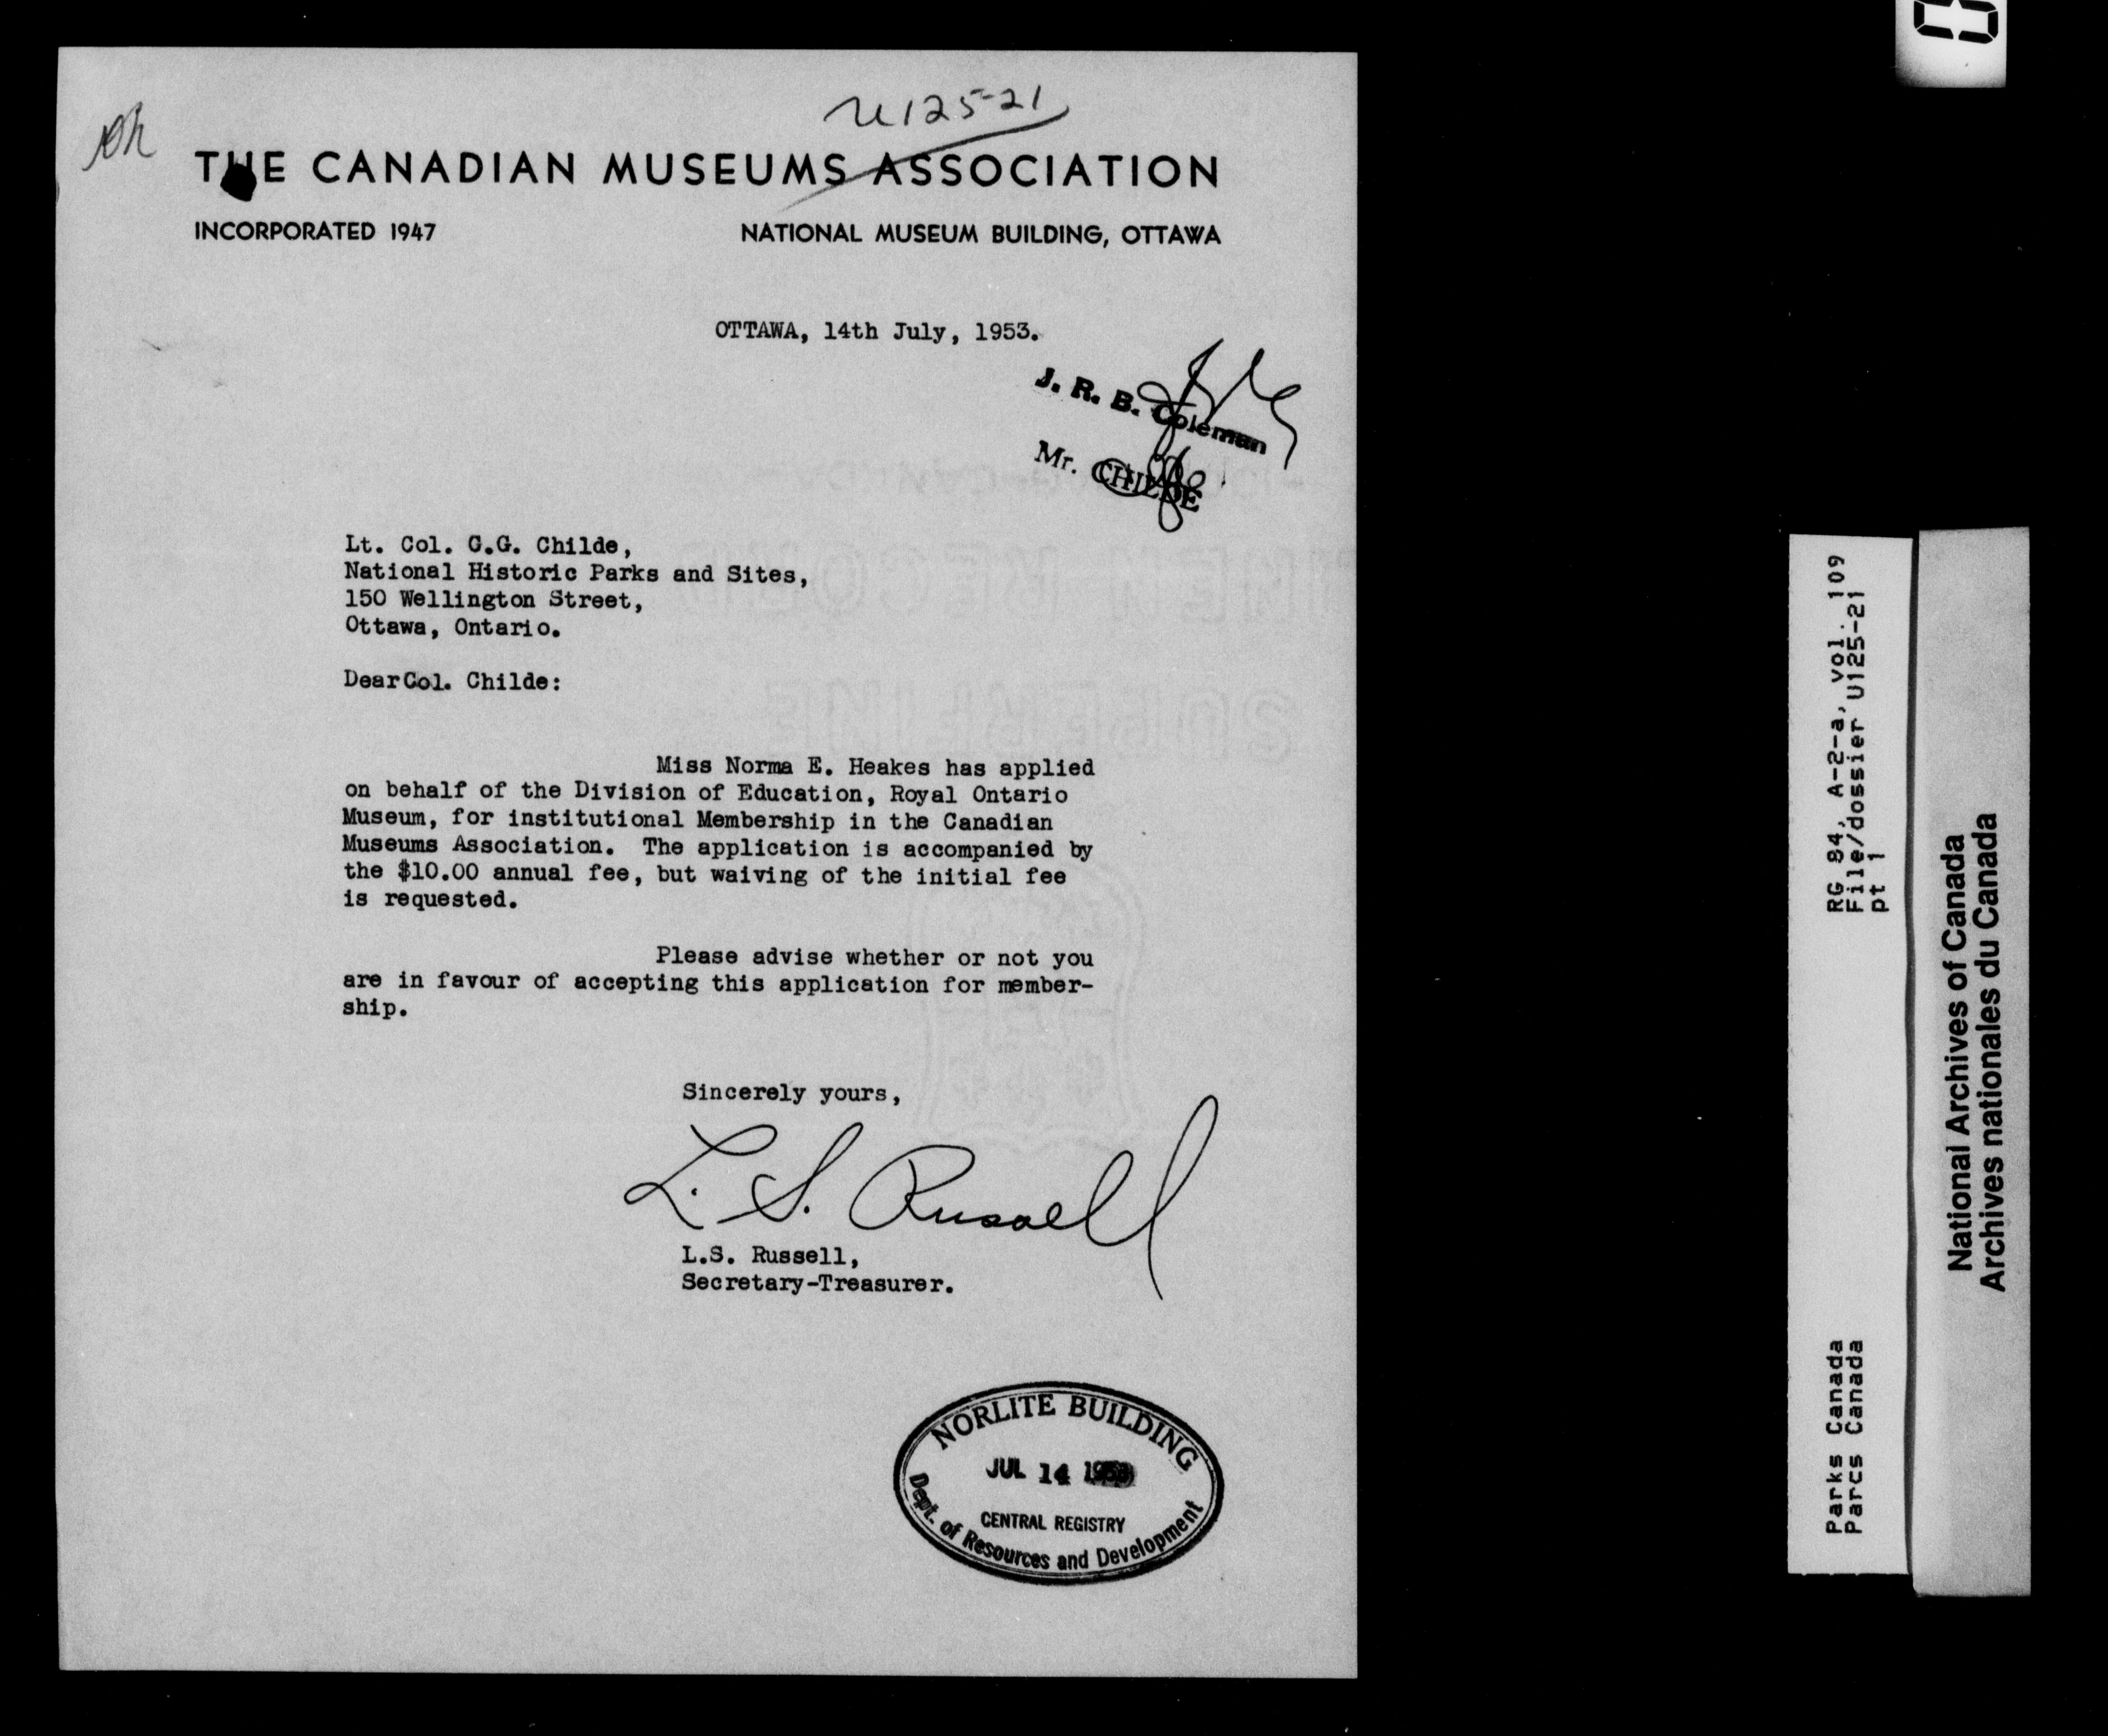 U125-21
THE CANADIAN MUSEUMS ASSOCIATION
INCORPORATED 1947
NATIONAL MUSEUM BUILDING, OTTAWA
OTTAWA, 14th July, 1953.
J. R. B. Coleman
Mr. CHILDE
Lt. Col. C.G. Childe,
National Historic Parks and Sites,
150 Wellington Street,
Ottawa, Ontario.
Dear Col. Childe:
Miss Norma E. Heakes has applied
on behalf of the Division of Education, Royal Ontario
Museum, for institutional Membership in the Canadian
Museums Association. The application is accompanied by
the $10.00 annual fee, but waiving of the initial fee
is requested.
Please advise whether or not you
are in favour of accepting this application for member-
ship.
Sincerely yours,
L. S. Russell
L.S. Russell,
Secretary-Treasurer.
NORLITE BUILDING
JUL 14 1953
CENTRAL REGISTRY
Dept. of Resources and Development
RG 84, A-2-a, vol. 109
File/dossier U125-21
pt 1
Parks Canada
Parcs Canada
National Archives of Canada
Archives nationales du Canada